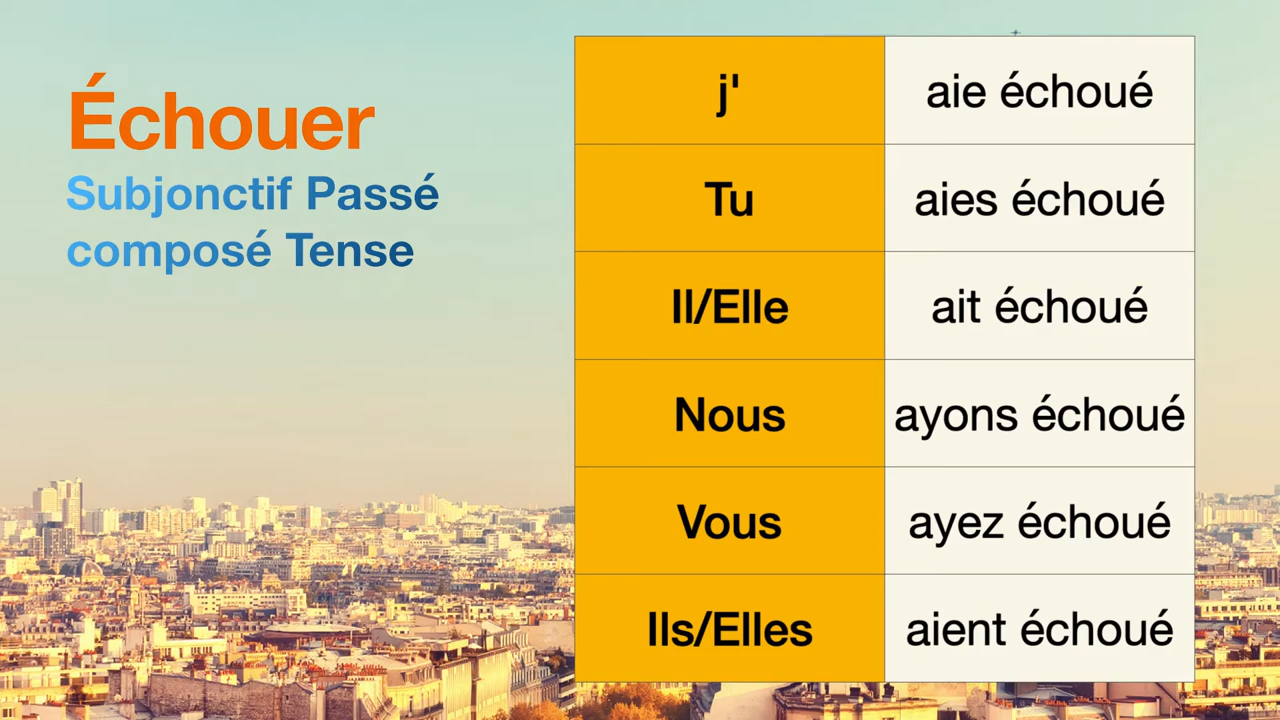 Échouer
Subjonctif Passé
composé Tense
j' aie échoué
Tu aies échoué
Il/Elle ait échoué
Nous ayons échoué
Vous ayez échoué
Ils/Elles aient échoué